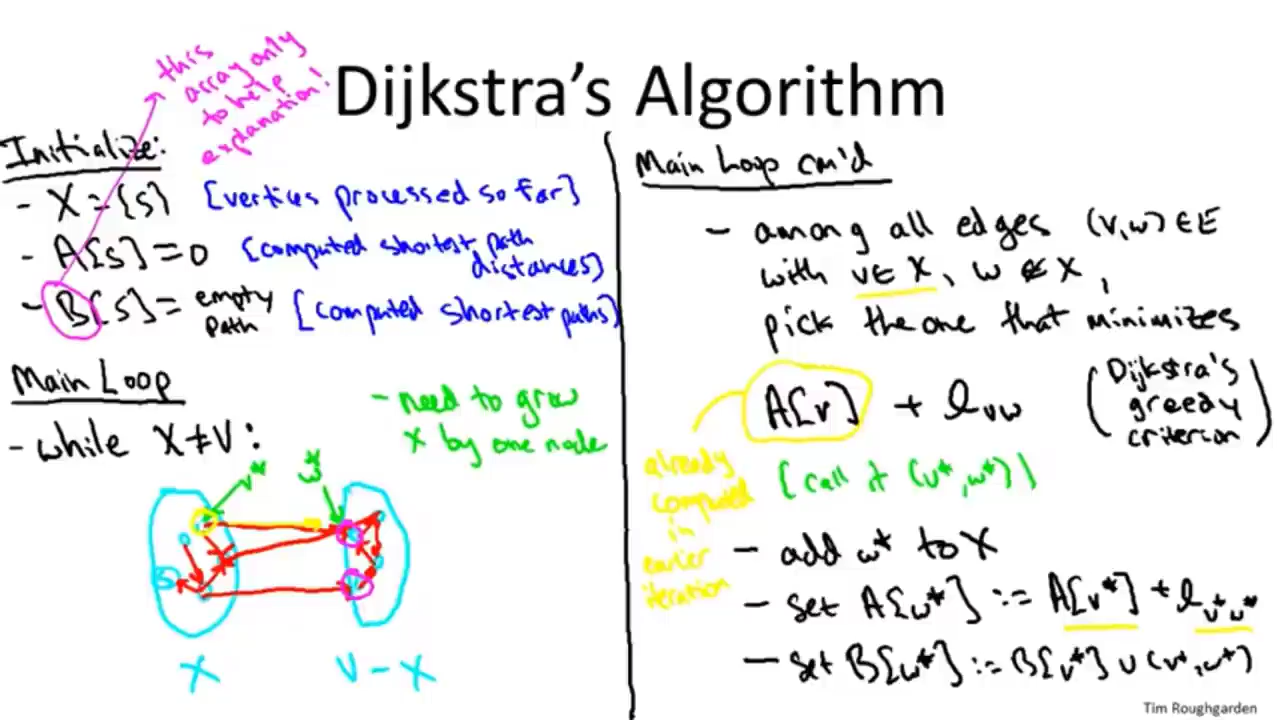 Dijkstra's Algorithm
this
array only
to help
explanation!
Initialize:
- X = {s} [vertices processed so far]
- A[s] = 0 [computed shortest path
distances]
- B[s] = empty
path [computed shortest paths]
Main Loop
- while X ≠ V:
- need to grow
X by one node
v*
w*
s
X
V - X
Main Loop cnt'd
- among all edges (v,w) ∈ E
with v ∈ X, w ∉ X,
pick the one that minimizes
A[v] + l_vw
(Dijkstra's
greedy
criterion)
already
computed
in
earlier
iteration
[call it (v*, w*)]
- add w* to X
- set A[w*] := A[v*] + l_v*w*
- set B[w*] := B[v*] ∪ (v*, w*)
Tim Roughgarden